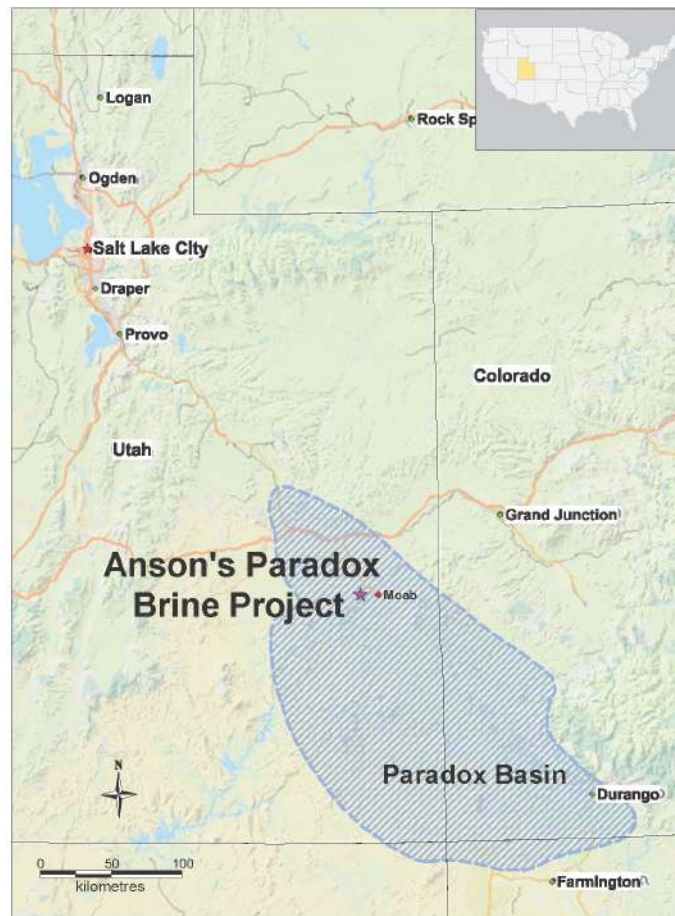 Logan
Rock Sp
Ogden
Salt Lake City
Draper
Provo
Colorado
Utah
Grand Junction
Anson's Paradox
Brine Project
Moab
Paradox Basin
N
Durango
0 50 100
kilometres
Farmington